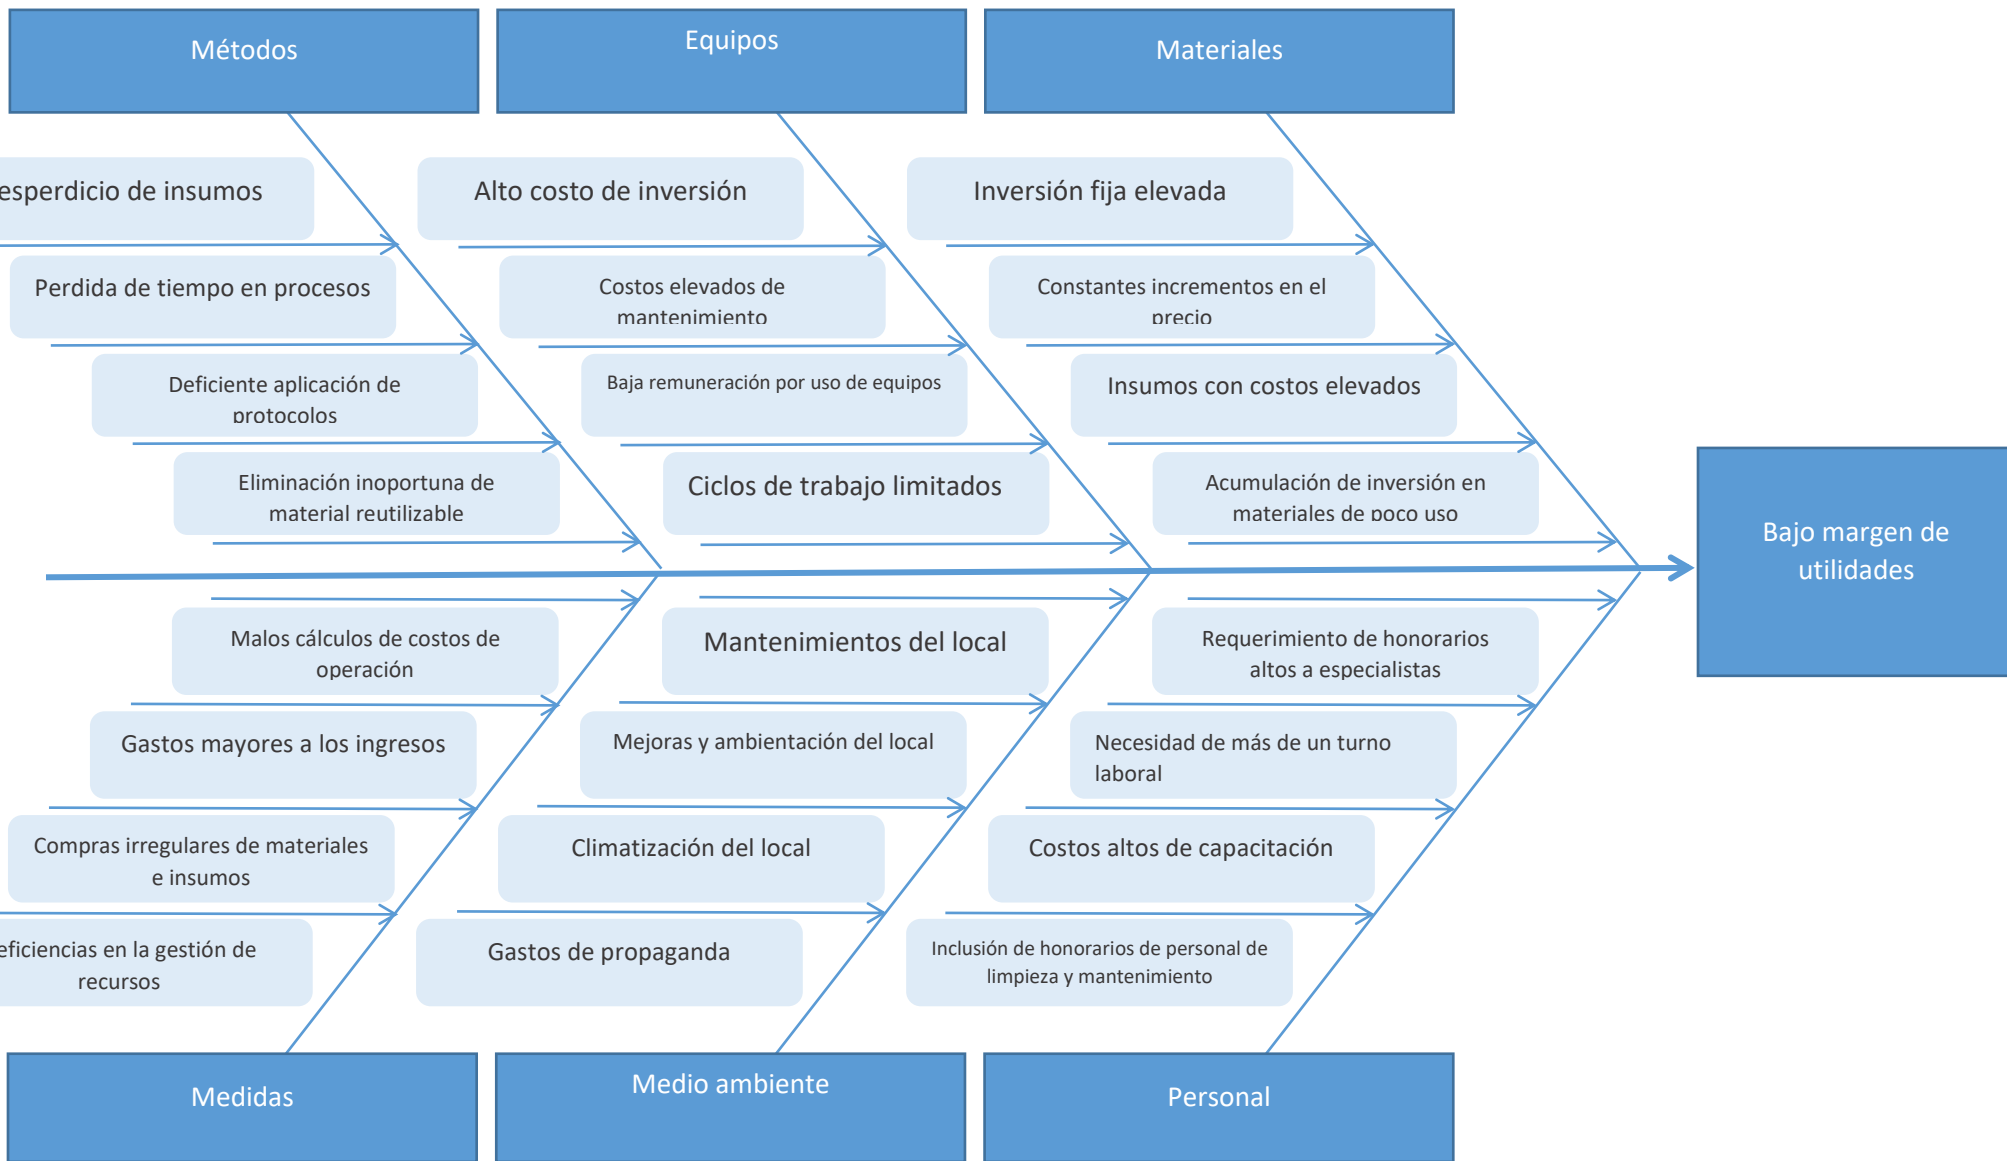 Métodos
Equipos
Materiales
esperdicio de insumos
Alto costo de inversión
Inversión fija elevada
Perdida de tiempo en procesos
Costos elevados de
mantenimiento
Constantes incrementos en el
precio
Deficiente aplicación de
protocolos
Baja remuneración por uso de equipos
Insumos con costos elevados
Eliminación inoportuna de
material reutilizable
Ciclos de trabajo limitados
Acumulación de inversión en
materiales de poco uso
Bajo margen de
utilidades
Malos cálculos de costos de
operación
Mantenimientos del local
Requerimiento de honorarios
altos a especialistas
Gastos mayores a los ingresos
Mejoras y ambientación del local
Necesidad de más de un turno
laboral
Compras irregulares de materiales
e insumos
Climatización del local
Costos altos de capacitación
eficiencias en la gestión de
recursos
Gastos de propaganda
Inclusión de honorarios de personal de
limpieza y mantenimiento
Medidas
Medio ambiente
Personal